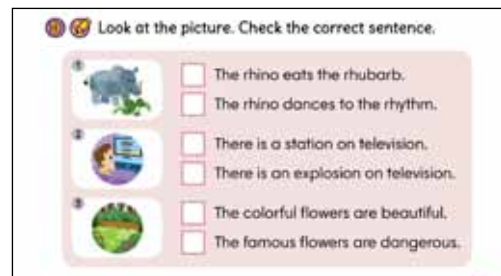 Look at the picture. Check the correct sentence.
1
The rhino eats the rhubarb.
The rhino dances to the rhythm.
2
There is a station on television.
There is an explosion on television.
3
The colorful flowers are beautiful.
The famous flowers are dangerous.